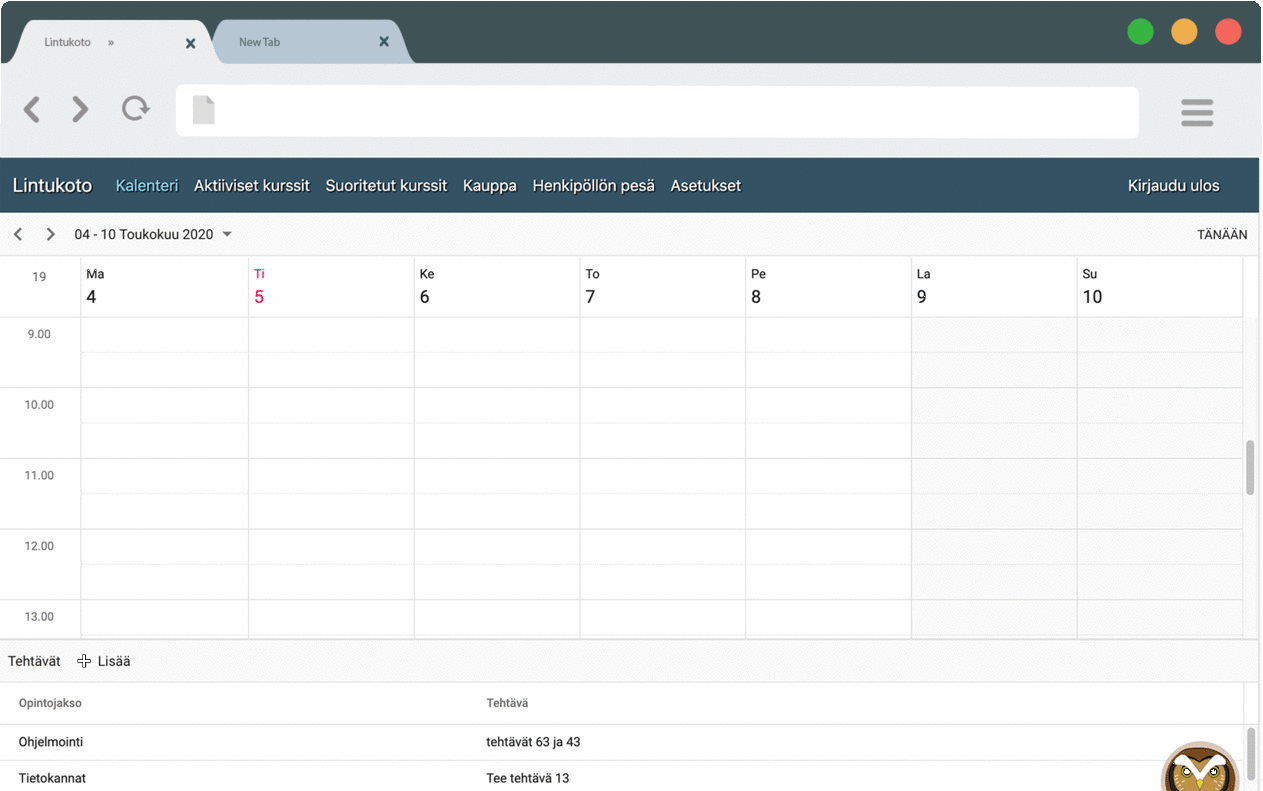 Lintukoto »
New Tab
Lintukoto Kalenteri Aktiiviset kurssit Suoritetut kurssit Kauppa Henkipöllön pesä Asetukset Kirjaudu ulos
04 - 10 Toukokuu 2020 TÄNÄÄN
19 Ma Ti Ke To Pe La Su
4 5 6 7 8 9 10
9.00
10.00
11.00
12.00
13.00
Tehtävät Lisää
Opintojakso Tehtävä
Ohjelmointi tehtävät 63 ja 43
Tietokannat Tee tehtävä 13